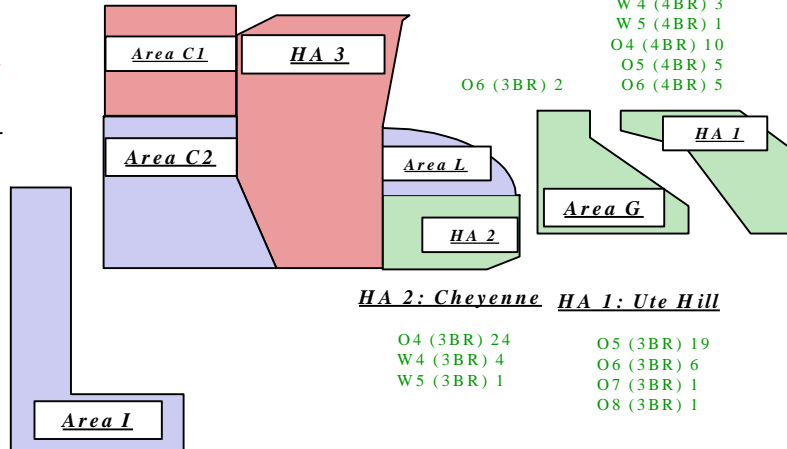 W 4 (4BR) 3
W 5 (4BR) 1
O4 (4BR) 10
O5 (4BR) 5
O6 (4BR) 5
O6 (3BR) 2
Area C1
HA 3
HA 1
Area C2
Area L
Area G
HA 2
HA 2: Cheyenne
HA 1: Ute Hill
O4 (3BR) 24
W4 (3BR) 4
W5 (3BR) 1
O5 (3BR) 19
O6 (3BR) 6
O7 (3BR) 1
O8 (3BR) 1
Area I